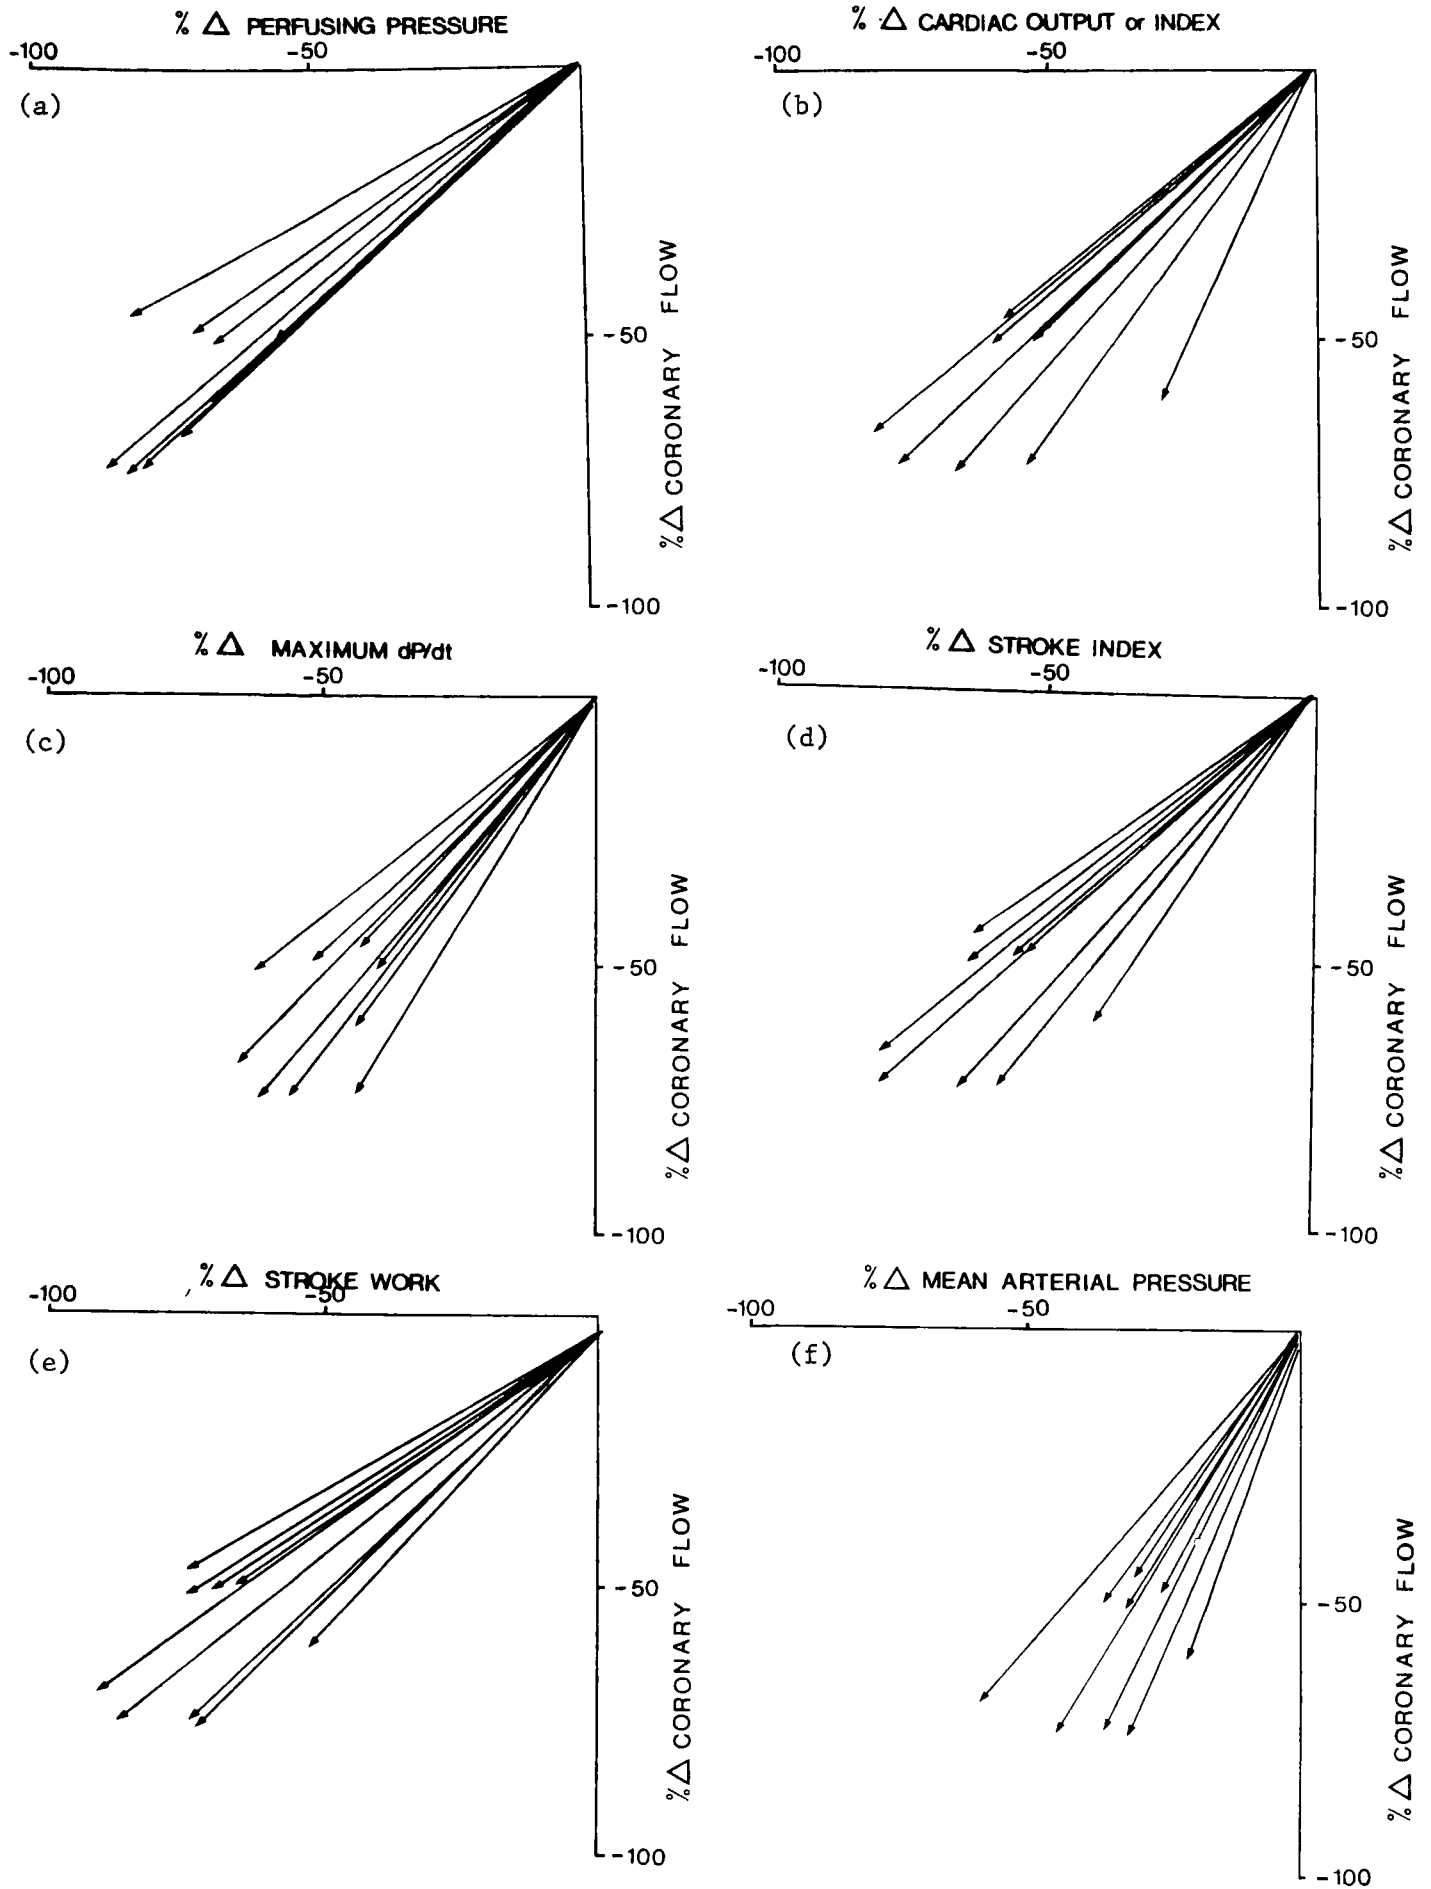 % Δ PERFUSING PRESSURE
-100 -50
(a)
-50
-100
% Δ CORONARY FLOW
% Δ CARDIAC OUTPUT or INDEX
-100 -50
(b)
-50
-100
% Δ CORONARY FLOW
% Δ MAXIMUM dP/dt
-100 -50
(c)
-50
-100
% Δ CORONARY FLOW
% Δ STROKE INDEX
-100 -50
(d)
-50
-100
% Δ CORONARY FLOW
% Δ STROKE WORK
-100 -50
(e)
-50
-100
% Δ CORONARY FLOW
% Δ MEAN ARTERIAL PRESSURE
-100 -50
(f)
-50
-100
% Δ CORONARY FLOW